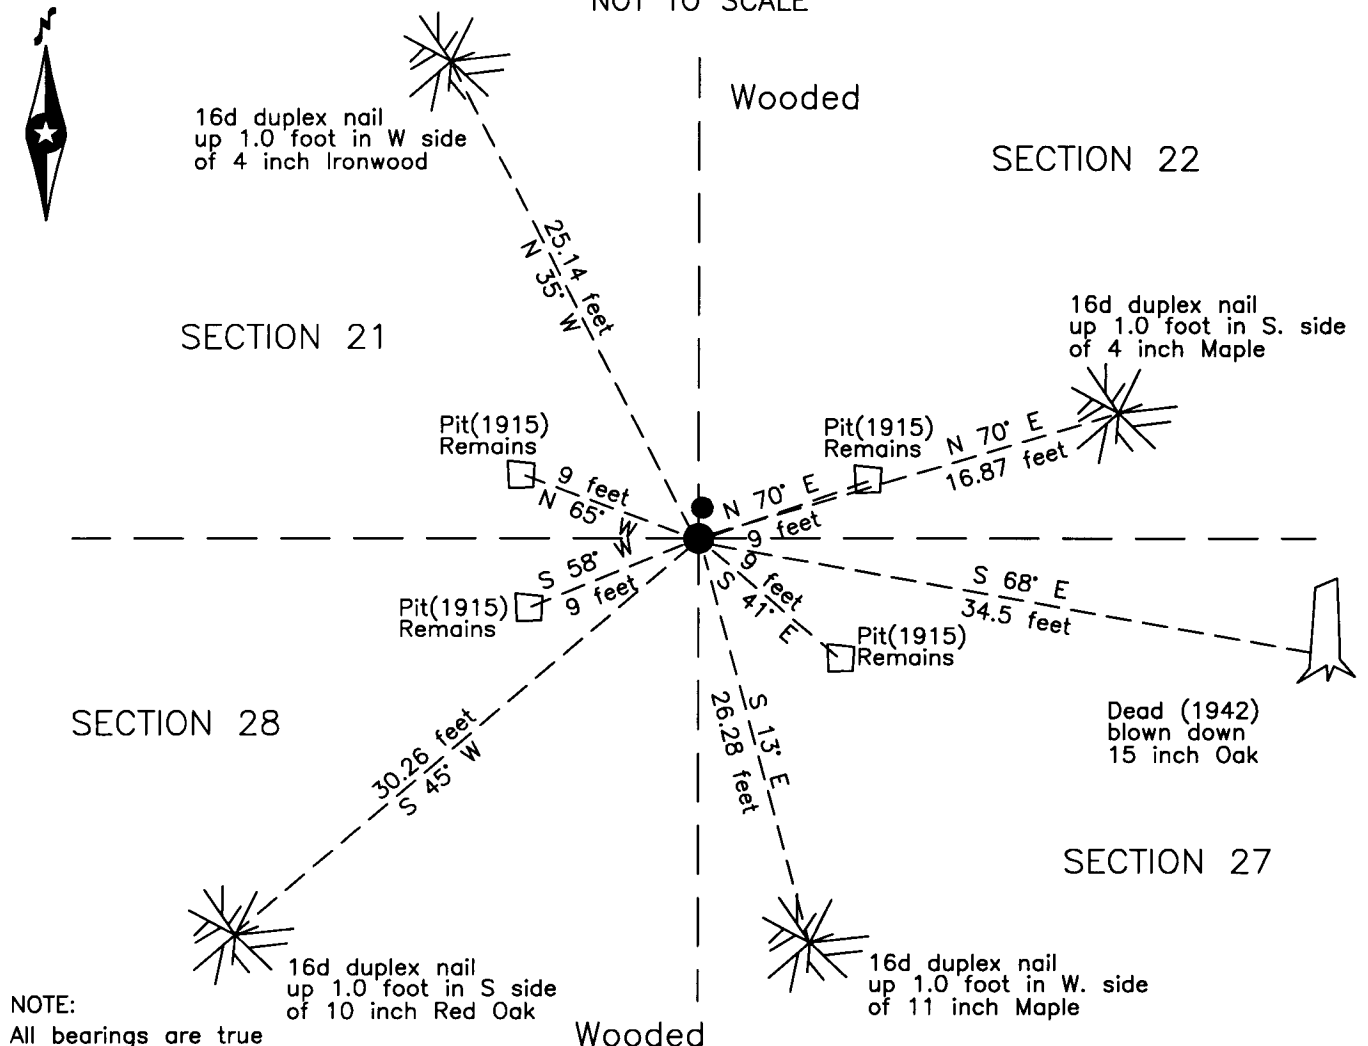 NOT TO SCALE
N
Wooded
16d duplex nail
up 1.0 foot in W side
of 4 inch Ironwood
SECTION 22
25.14 feet
N 35° W
SECTION 21
16d duplex nail
up 1.0 foot in S. side
of 4 inch Maple
Pit(1915)
Remains
9 feet
N 65° W
Pit(1915)
Remains
N 70° E
9 feet
N 70° E
16.87 feet
S 58° W
9 feet
Pit(1915)
Remains
9 feet
S 41° E
Pit(1915)
Remains
S 68° E
34.5 feet
Dead (1942)
blown down
15 inch Oak
SECTION 28
30.26 feet
S 45° W
S 13° E
26.28 feet
SECTION 27
16d duplex nail
up 1.0 foot in S side
of 10 inch Red Oak
16d duplex nail
up 1.0 foot in W. side
of 11 inch Maple
NOTE:
All bearings are true
Wooded